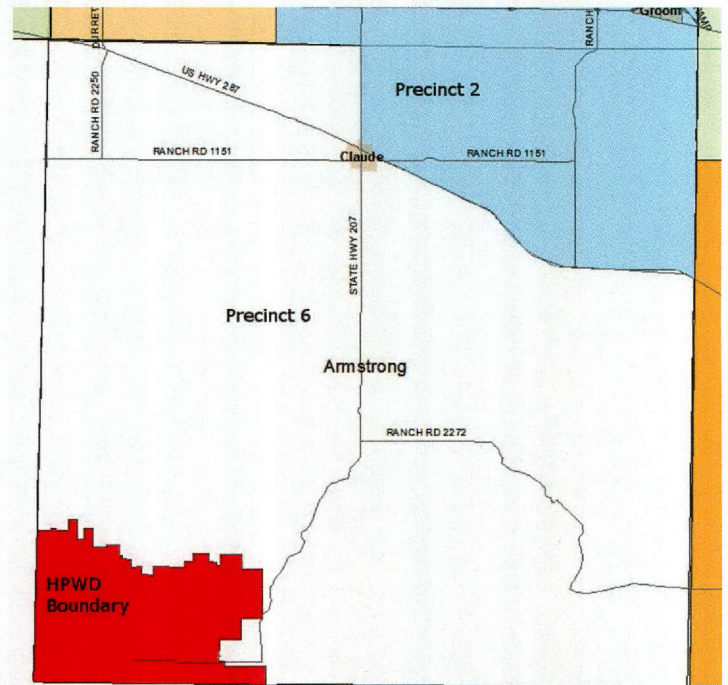 Groom
DURRET
RANCH
Precinct 2
US HWY 287
RANCH RD 2250
RANCH RD 1151
Claude
RANCH RD 1151
STATE HWY 207
Precinct 6
Armstrong
RANCH RD 2272
HPWD
Boundary